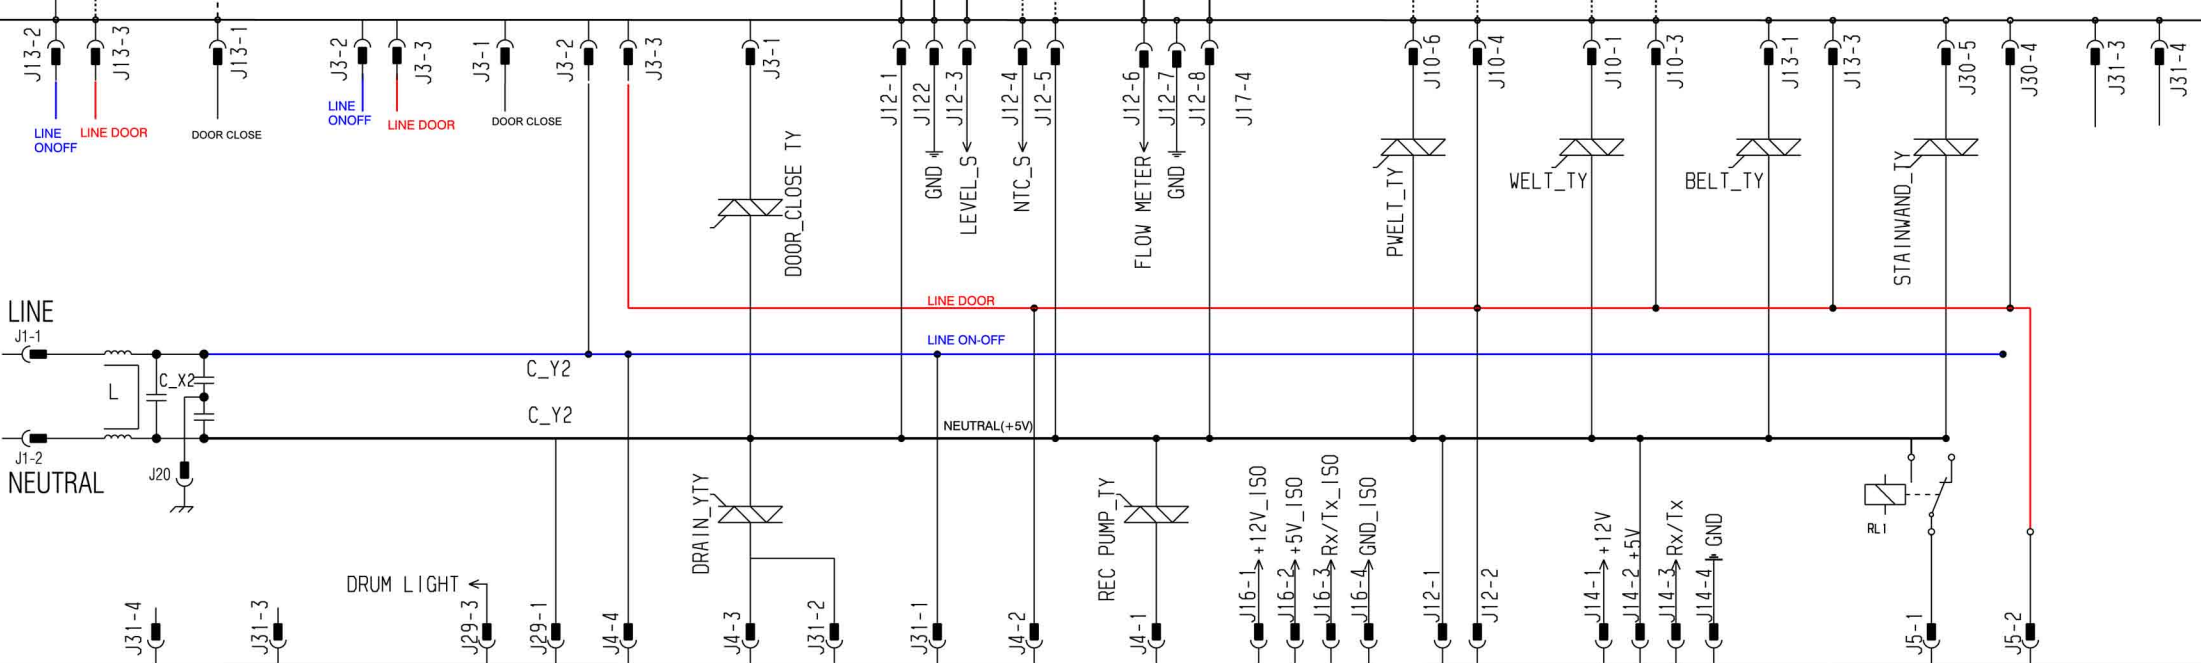 J13-2
J13-3
J13-1
J3-2
J3-3
J3-1
J3-2
J3-3
J3-1
J12-1
J122
J12-3
J12-4
J12-5
J12-6
J12-7
J12-8
J17-4
J10-6
J10-4
J10-1
J10-3
J13-1
J13-3
J30-5
J30-4
J31-3
J31-4
LINE
ONOFF
LINE DOOR
DOOR CLOSE
LINE
ONOFF
LINE DOOR
DOOR CLOSE
DOOR_CLOSE TY
GND
LEVEL_S
NTC_S
FLOW METER
GND
PWELT_TY
WELT_TY
BELT_TY
STAINWAND_TY
LINE DOOR
LINE
J1-1
LINE ON-OFF
C_Y2
C_X2
L
C_Y2
NEUTRAL(+5V)
J1-2
NEUTRAL
J20
DRAIN_YTY
REC PUMP_TY
+12V_ISO
+5V_ISO
Rx/Tx_ISO
GND_ISO
+12V
+5V
Rx/Tx
GND
RL1
DRUM LIGHT
J31-4
J31-3
J29-3
J29-1
J4-4
J4-3
J31-2
J31-1
J4-2
J4-1
J16-1
J16-2
J16-3
J16-4
J12-1
J12-2
J14-1
J14-2
J14-3
J14-4
J5-1
J5-2